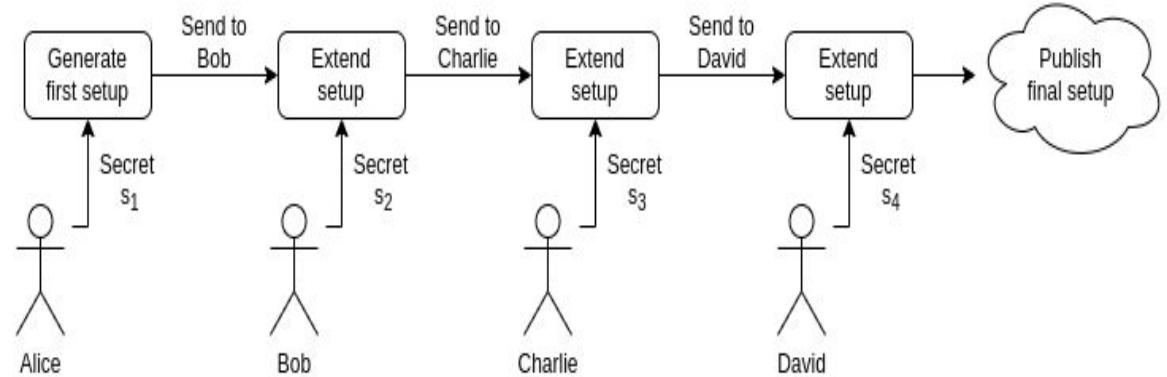 Generate
first setup
Send to
Bob
Extend
setup
Send to
Charlie
Extend
setup
Send to
David
Extend
setup
Publish
final setup
Secret
s₁
Secret
s₂
Secret
s₃
Secret
s₄
Alice
Bob
Charlie
David